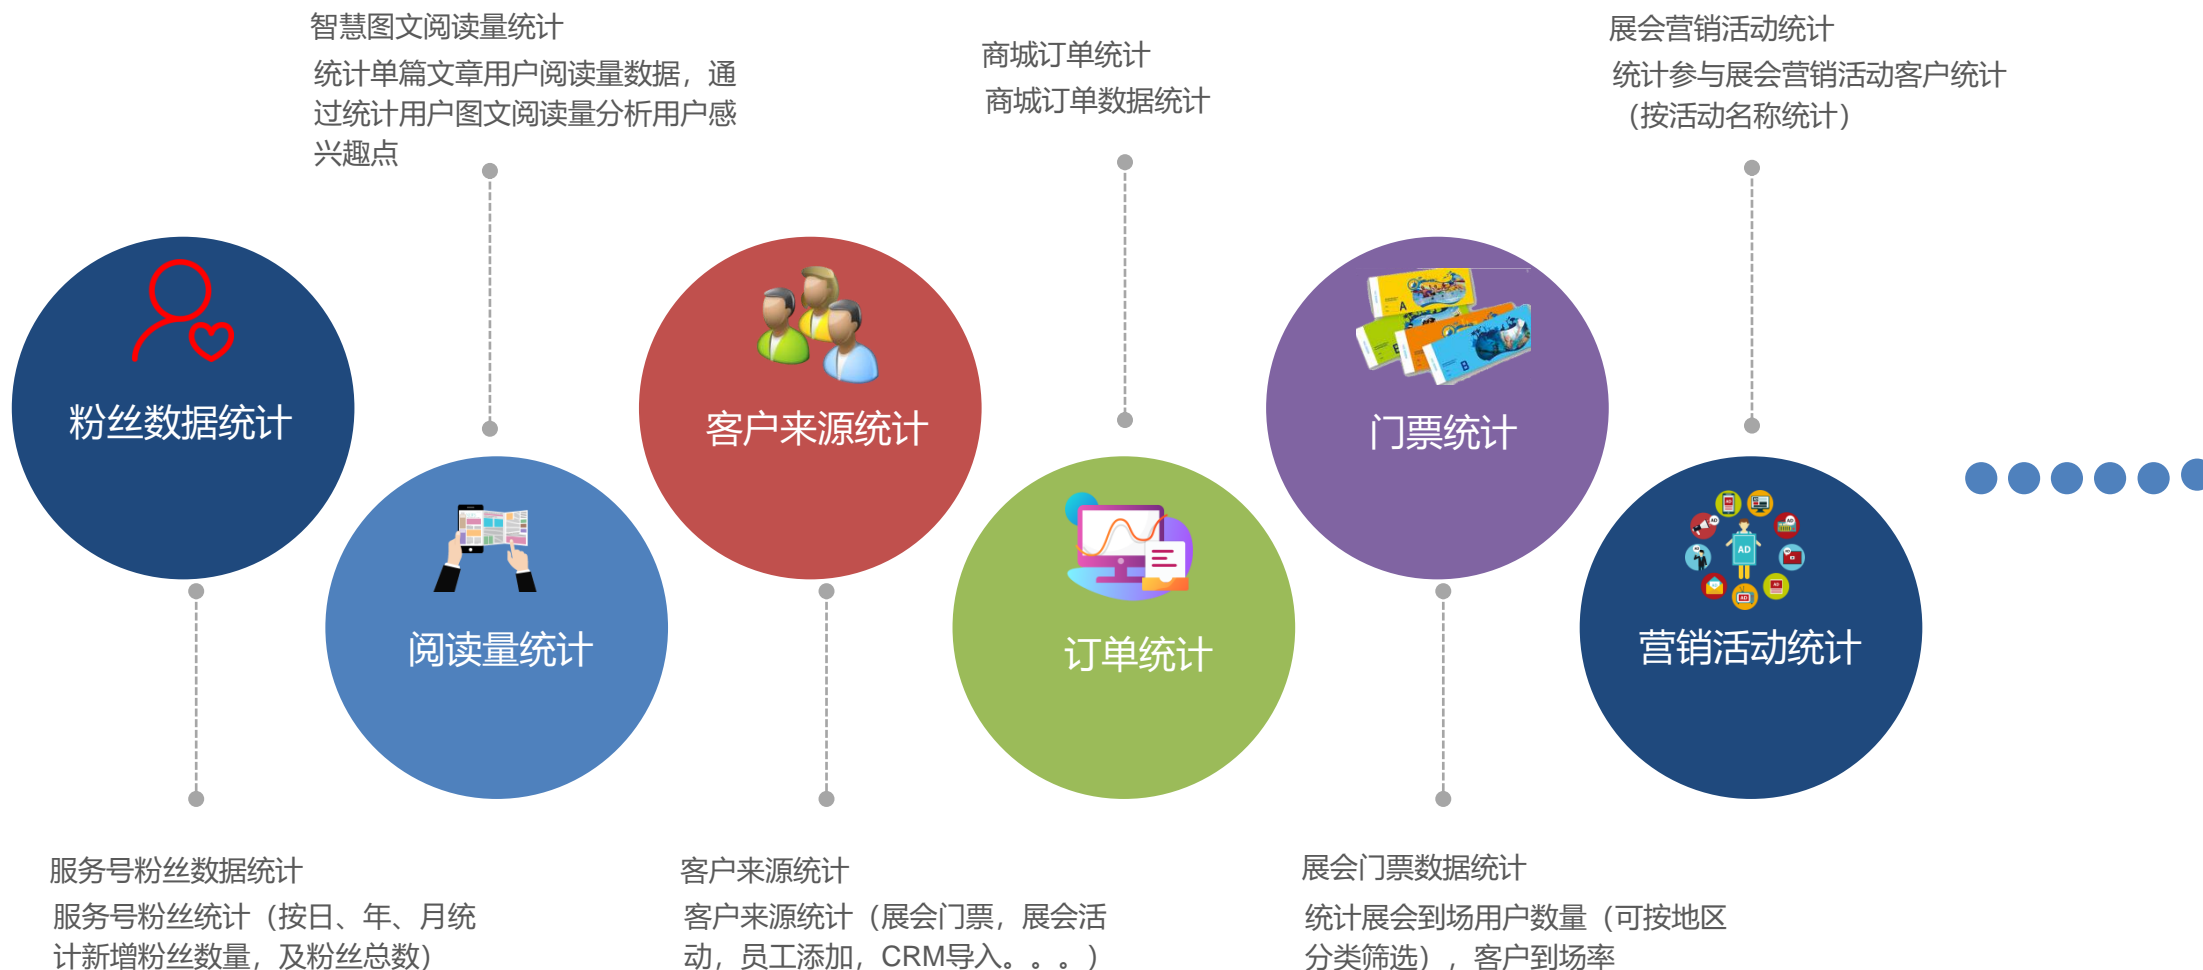 智慧图文阅读量统计
统计单篇文章用户阅读量数据，通
过统计用户图文阅读量分析用户感
兴趣点
商城订单统计
商城订单数据统计
展会营销活动统计
统计参与展会营销活动客户统计
（按活动名称统计）
粉丝数据统计
阅读量统计
客户来源统计
订单统计
门票统计
营销活动统计
服务号粉丝数据统计
服务号粉丝统计（按日、年、月统
计新增粉丝数量，及粉丝总数）
客户来源统计
客户来源统计（展会门票，展会活
动，员工添加，CRM导入。。。）
展会门票数据统计
统计展会到场用户数量（可按地区
分类筛选），客户到场率
A
B
AD